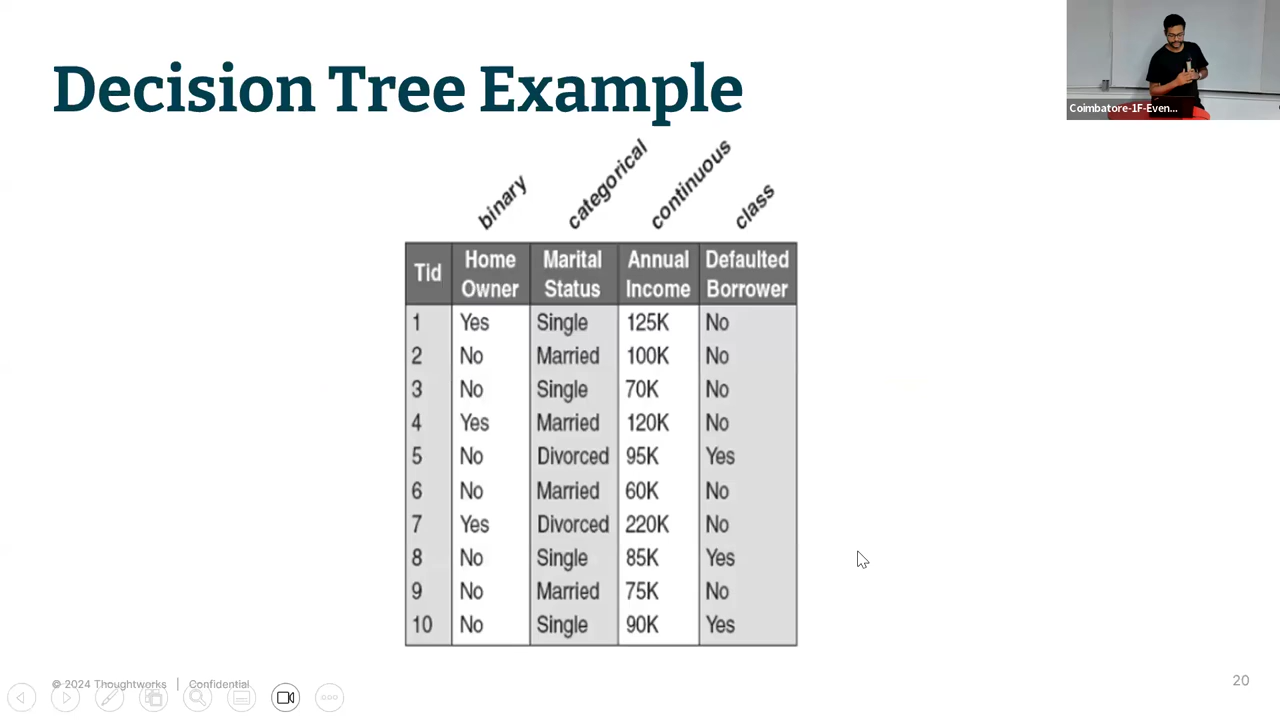 Decision Tree Example
Coimbatore-1F-Even...
binary categorical continuous class
Tid Home Owner Marital Status Annual Income Defaulted Borrower
1 Yes Single 125K No
2 No Married 100K No
3 No Single 70K No
4 Yes Married 120K No
5 No Divorced 95K Yes
6 No Married 60K No
7 Yes Divorced 220K No
8 No Single 85K Yes
9 No Married 75K No
10 No Single 90K Yes
© 2024 Thoughtworks | Confidential
20